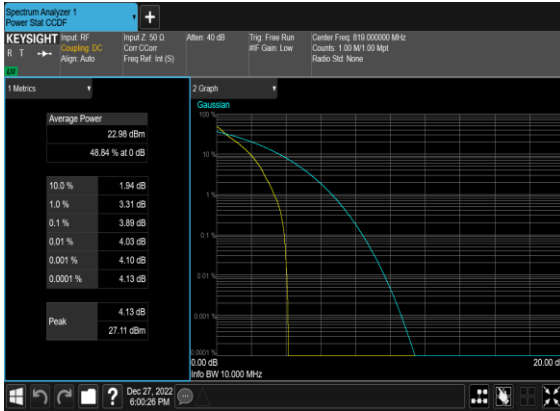 Spectrum Analyzer 1
Power Stat CCDF
+
KEYSIGHT
R T
Input: RF
Coupling: DC
Align: Auto
Input Z: 50 Ω
Corr CCorr
Freq Ref: Int (S)
Atten: 40 dB
Trig: Free Run
#IF Gain: Low
Center Freq: 819.000000 MHz
Counts: 1.00 M/1.00 Mpt
Radio Std: None
1 Metrics
Average Power
22.98 dBm
48.84 % at 0 dB
10.0 % 1.94 dB
1.0 % 3.31 dB
0.1 % 3.89 dB
0.01 % 4.03 dB
0.001 % 4.10 dB
0.0001 % 4.13 dB
Peak
4.13 dB
27.11 dBm
2 Graph
Gaussian
100 %
10 %
1 %
0.1 %
0.01 %
0.001 %
0.0001 %
0.00 dB
20.00 d
Info BW 10.000 MHz
?
Dec 27, 2022
6:00:26 PM